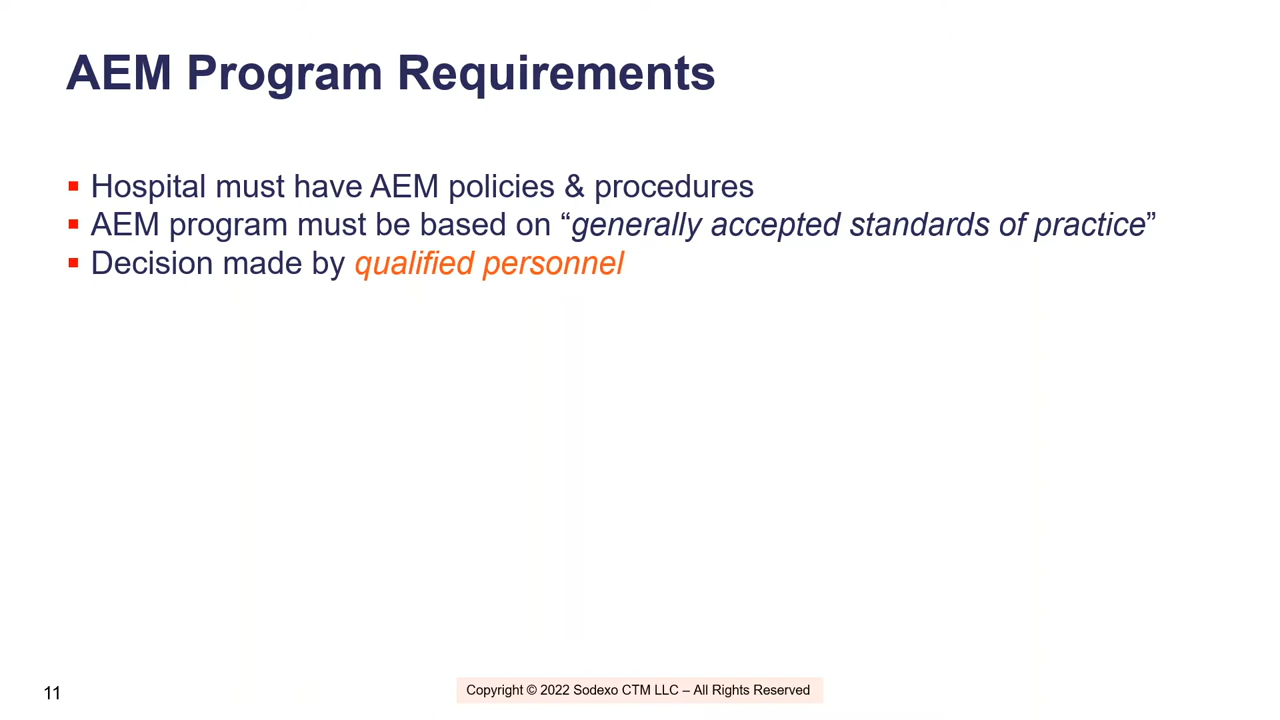 AEM Program Requirements
▪ Hospital must have AEM policies & procedures
▪ AEM program must be based on “generally accepted standards of practice”
▪ Decision made by qualified personnel
11
Copyright © 2022 Sodexo CTM LLC – All Rights Reserved